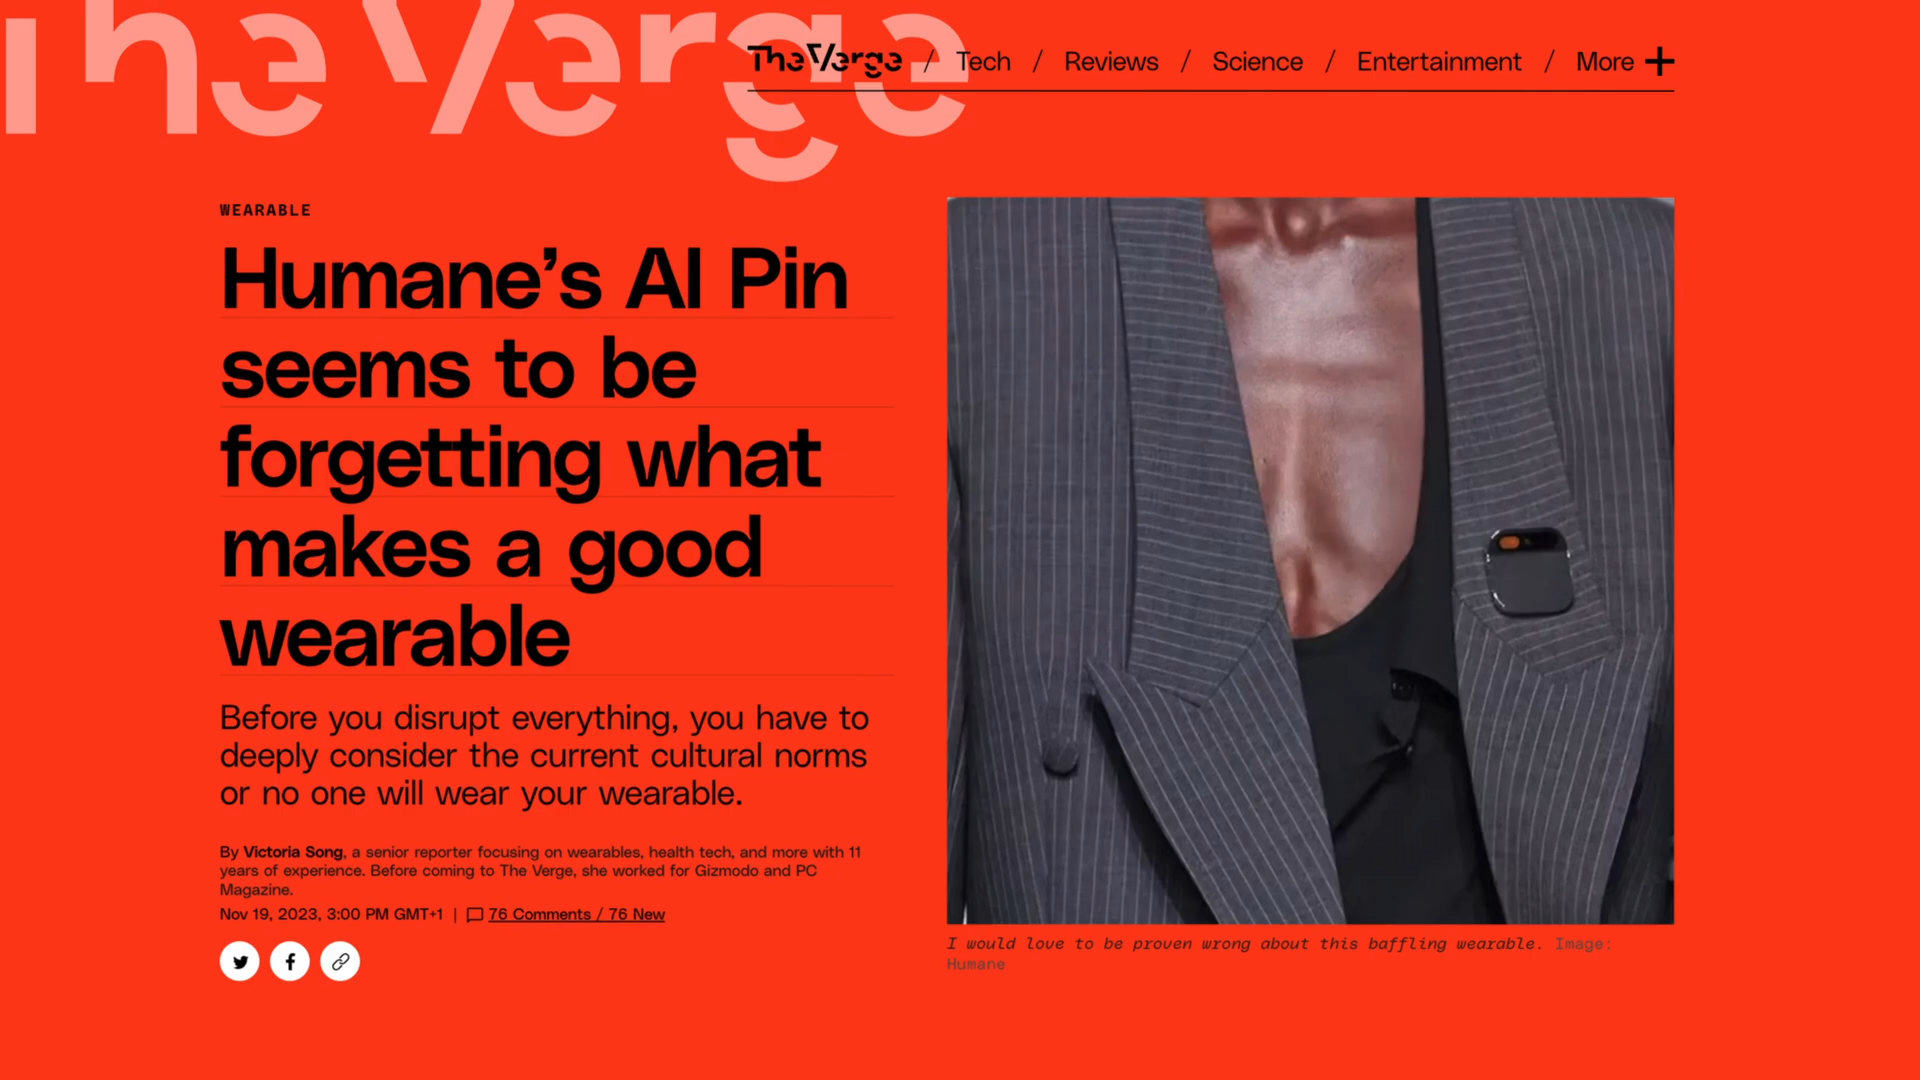 The Verge
The Verge / Tech / Reviews / Science / Entertainment / More +
WEARABLE
Humane’s AI Pin
seems to be
forgetting what
makes a good
wearable
Before you disrupt everything, you have to
deeply consider the current cultural norms
or no one will wear your wearable.
By Victoria Song, a senior reporter focusing on wearables, health tech, and more with 11
years of experience. Before coming to The Verge, she worked for Gizmodo and PC
Magazine.
Nov 19, 2023, 3:00 PM GMT+1 | 76 Comments / 76 New
I would love to be proven wrong about this baffling wearable. Image:
Humane